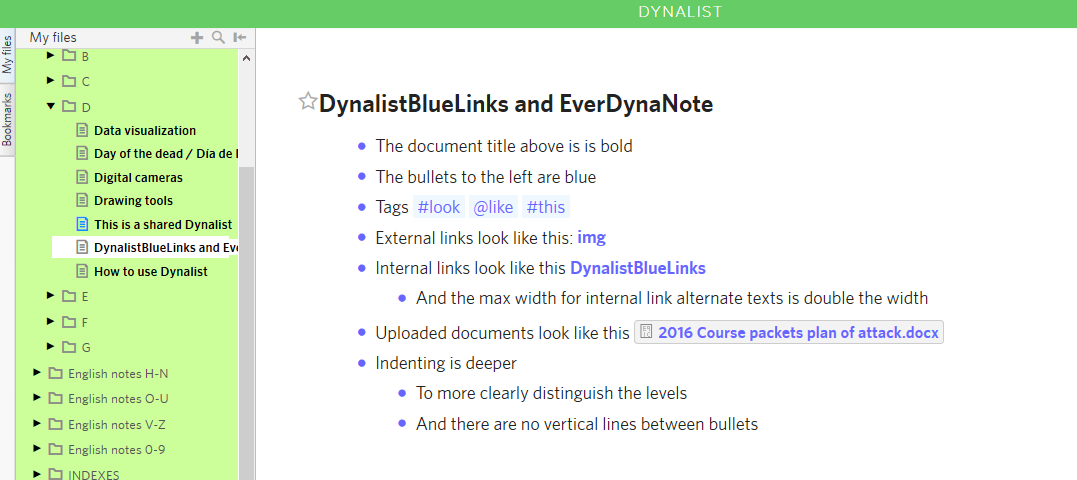 DYNALIST
My files
My files
Bookmarks
B
C
D
Data visualization
Day of the dead / Día de
Digital cameras
Drawing tools
This is a shared Dynalist
DynalistBlueLinks and
How to use Dynalist
E
F
G
English notes H-N
English notes O-U
English notes V-Z
English notes 0-9
INDEXES
DynalistBlueLinks and EverDynaNote
The document title above is is bold
The bullets to the left are blue
Tags #look @like #this
External links look like this: img
Internal links look like this DynalistBlueLinks
And the max width for internal link alternate texts is double the width
Uploaded documents look like this 2016 Course packets plan of attack.docx
Indenting is deeper
To more clearly distinguish the levels
And there are no vertical lines between bullets